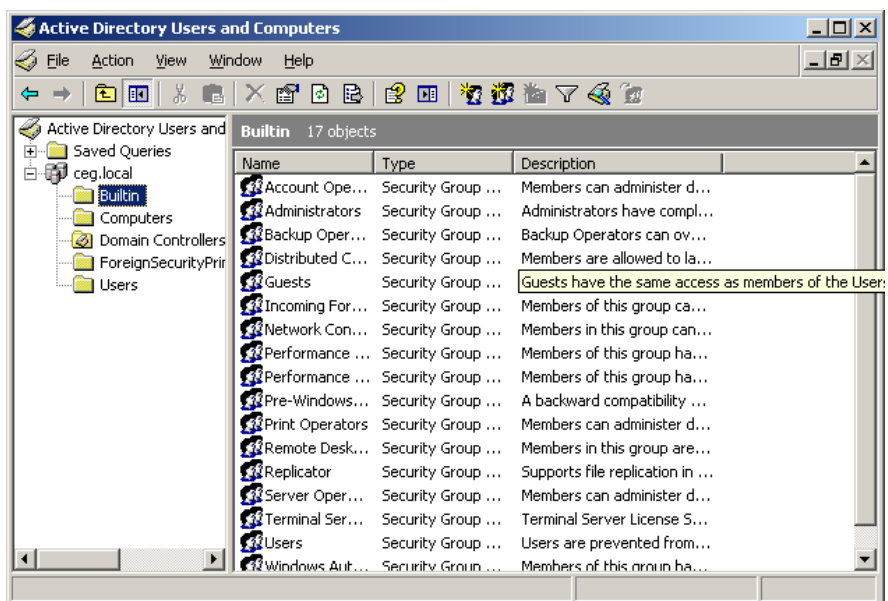 Active Directory Users and Computers
File Action View Window Help
Active Directory Users and
Saved Queries
ceg.local
Builtin
Computers
Domain Controllers
ForeignSecurityPrin
Users
Builtin 17 objects
Name Type Description
Account Ope... Security Group ... Members can administer d...
Administrators Security Group ... Administrators have compl...
Backup Oper... Security Group ... Backup Operators can ov...
Distributed C... Security Group ... Members are allowed to la...
Guests Security Group ... Guests have the same access as members of the Users
Incoming For... Security Group ... Members of this group ca...
Network Con... Security Group ... Members in this group can...
Performance ... Security Group ... Members of this group ha...
Performance ... Security Group ... Members of this group ha...
Pre-Windows... Security Group ... A backward compatibility ...
Print Operators Security Group ... Members can administer d...
Remote Desk... Security Group ... Members in this group are...
Replicator Security Group ... Supports file replication in ...
Server Oper... Security Group ... Members can administer d...
Terminal Ser... Security Group ... Terminal Server License S...
Users Security Group ... Users are prevented from...
Windows Aut... Security Group ... Members of this group ha...